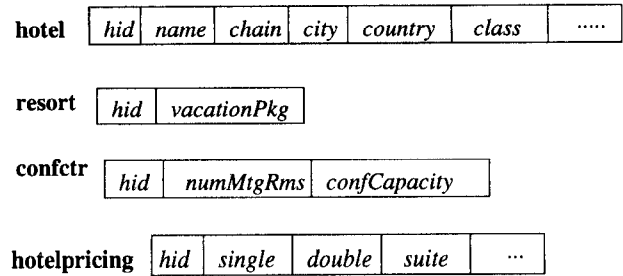 hotel hid name chain city country class .....
resort hid vacationPkg
confctr hid numMtgRms confCapacity
hotelpricing hid single double suite ...